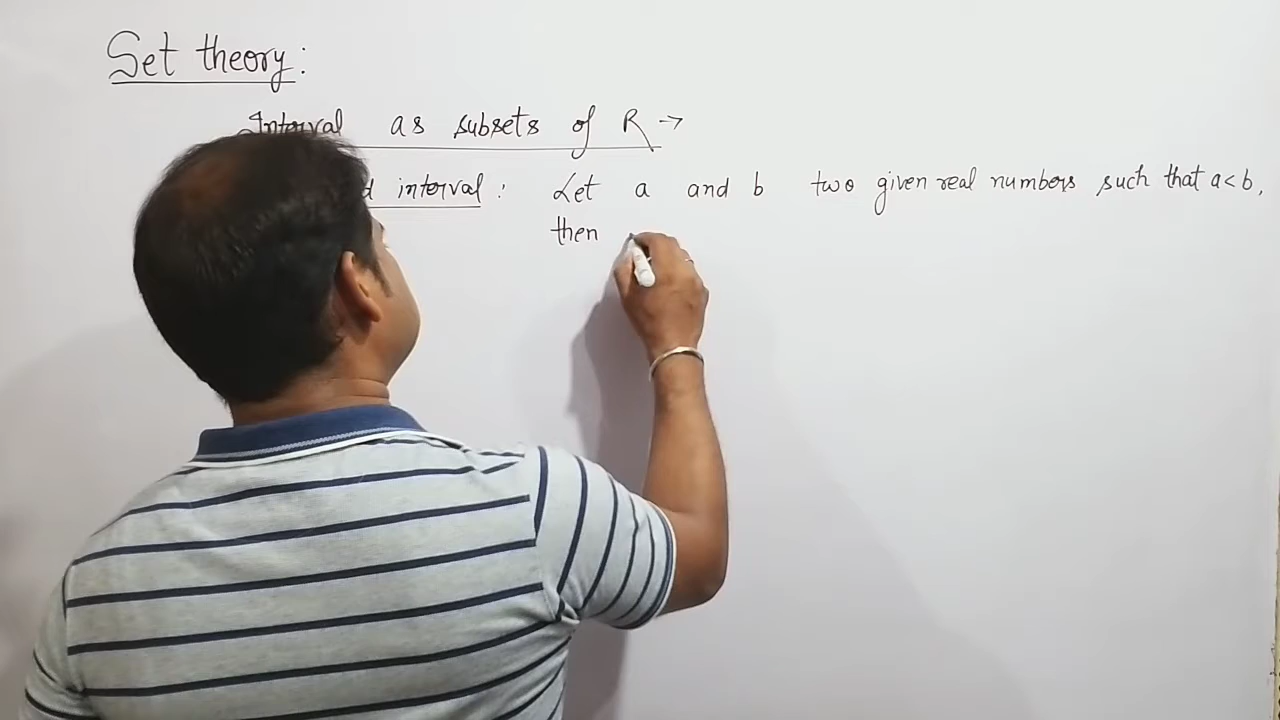 Set theory:
Interval as subsets of R →
interval : Let a and b two given real numbers such that a<b,
then